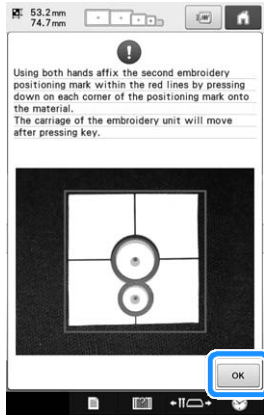 53.2mm
74.7mm
Using both hands affix the second embroidery
positioning mark within the red lines by pressing
down on each corner of the positioning mark onto
the material.
The carriage of the embroidery unit will move
after pressing key.
OK